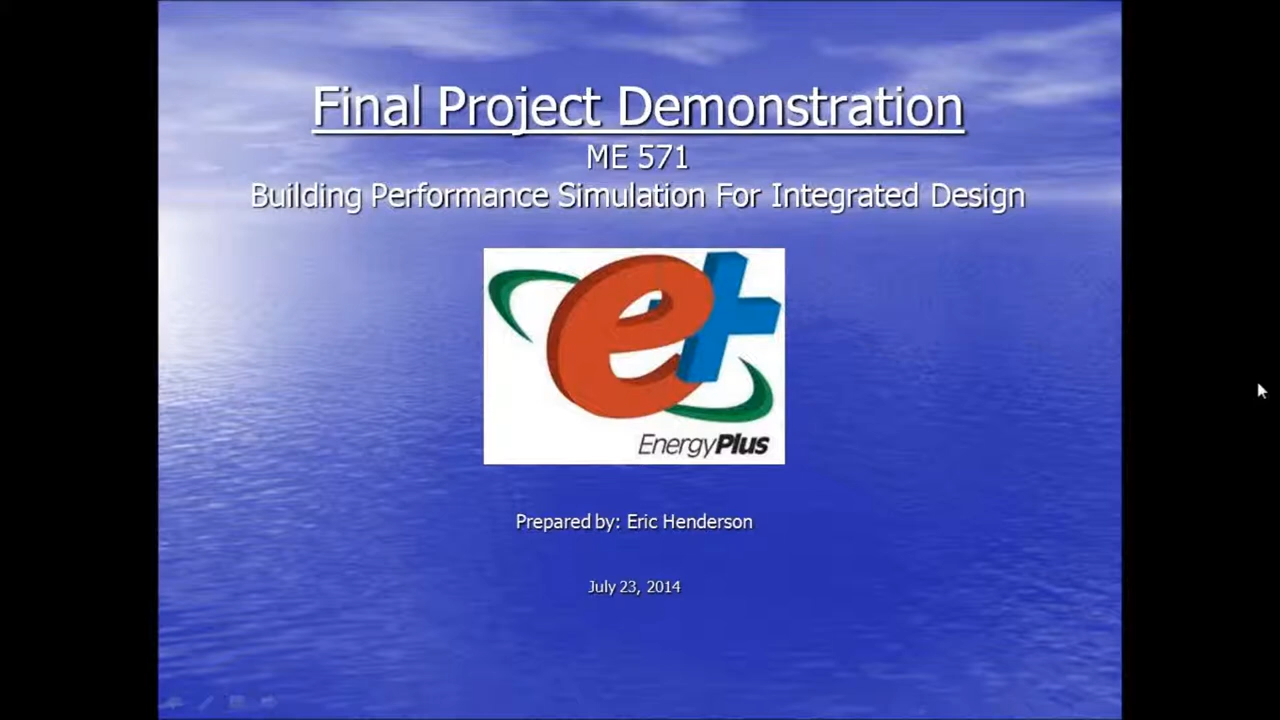 Final Project Demonstration
ME 571
Building Performance Simulation For Integrated Design
e+
EnergyPlus
Prepared by: Eric Henderson
July 23, 2014